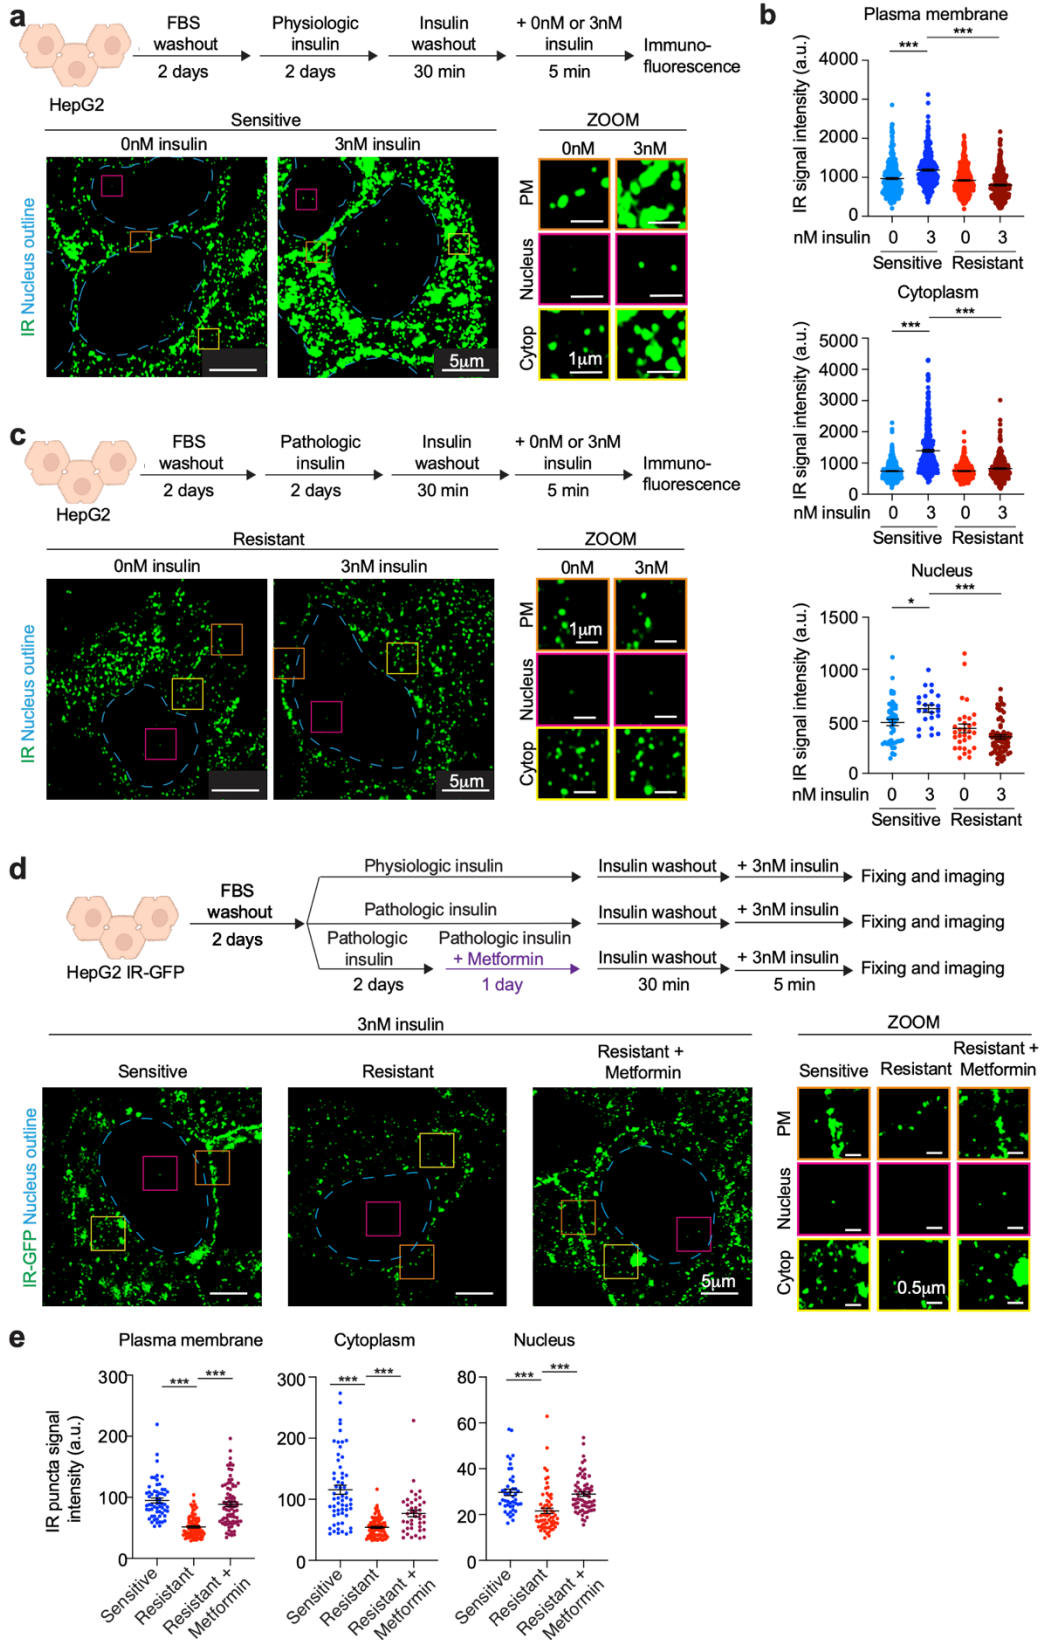 a
FBS washout
2 days
Physiologic insulin
2 days
Insulin washout
30 min
+ 0nM or 3nM insulin
5 min
Immuno-
fluorescence
HepG2
Sensitive
0nM insulin
3nM insulin
ZOOM
0nM
3nM
IR Nucleus outline
PM
Nucleus
Cytop
5µm
1µm
b
Plasma membrane
IR signal intensity (a.u.)
4000
3000
2000
1000
0
***
***
nM insulin
0
3
0
3
Sensitive
Resistant
Cytoplasm
IR signal intensity (a.u.)
5000
4000
3000
2000
1000
0
***
***
nM insulin
0
3
0
3
Sensitive
Resistant
Nucleus
IR signal intensity (a.u.)
1500
1000
500
0
*
***
nM insulin
0
3
0
3
Sensitive
Resistant
c
FBS
washout
2 days
Pathologic
insulin
2 days
Insulin
washout
30 min
+ 0nM or 3nM
insulin
5 min
Immuno-
fluorescence
HepG2
Resistant
0nM insulin
3nM insulin
ZOOM
0nM
3nM
IR Nucleus outline
PM
Nucleus
Cytop
5µm
1µm
d
FBS
washout
2 days
HepG2 IR-GFP
Physiologic insulin
Insulin washout
+ 3nM insulin
Fixing and imaging
Pathologic insulin
Insulin washout
+ 3nM insulin
Fixing and imaging
Pathologic
insulin
2 days
Pathologic insulin
+ Metformin
1 day
Insulin washout
30 min
+ 3nM insulin
5 min
Fixing and imaging
3nM insulin
Sensitive
Resistant
Resistant +
Metformin
ZOOM
Sensitive
Resistant
Resistant +
Metformin
IR-GFP Nucleus outline
PM
Nucleus
Cytop
5µm
0.5µm
e
Plasma membrane
IR puncta signal
intensity (a.u.)
300
200
100
0
***
***
Sensitive
Resistant
Resistant +
Metformin
Cytoplasm
300
200
100
0
***
***
Sensitive
Resistant
Resistant +
Metformin
Nucleus
80
60
40
20
0
***
***
Sensitive
Resistant
Resistant +
Metformin